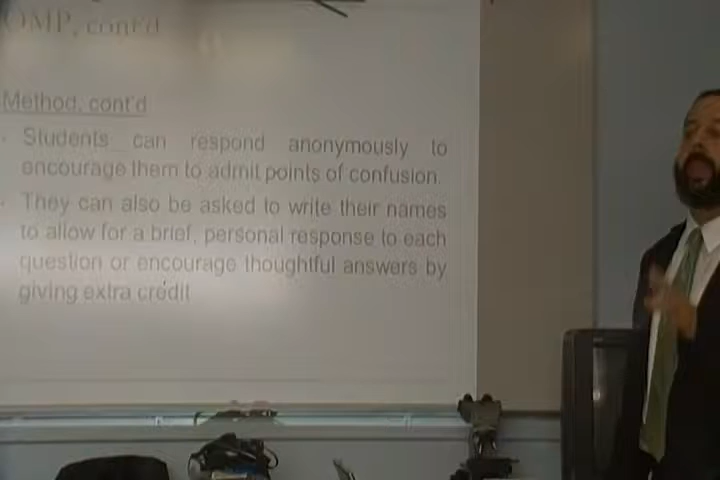 OMP, cont'd
Method, cont'd
Students can respond anonymously to
encourage them to admit points of confusion.
They can also be asked to write their names
to allow for a brief, personal response to each
question or encourage thoughtful answers by
giving extra credit